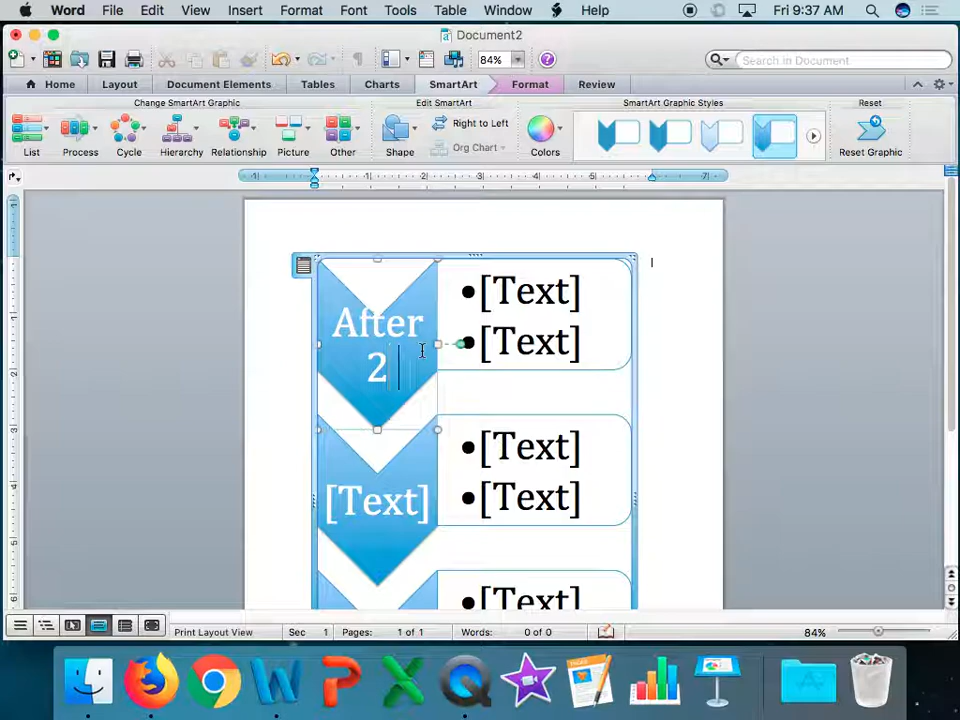 Word File Edit View Insert Format Font Tools Table Window Help Fri 9:37 AM
Document2
84% Search in Document
Home Layout Document Elements Tables Charts SmartArt Format Review
Change SmartArt Graphic Edit SmartArt SmartArt Graphic Styles Reset
List Process Cycle Hierarchy Relationship Picture Other Shape Right to Left Org Chart Colors Reset Graphic
After
2
•[Text]
•[Text]
[Text]
•[Text]
•[Text]
•[Text]
Print Layout View Sec 1 Pages: 1 of 1 Words: 0 of 0 84%